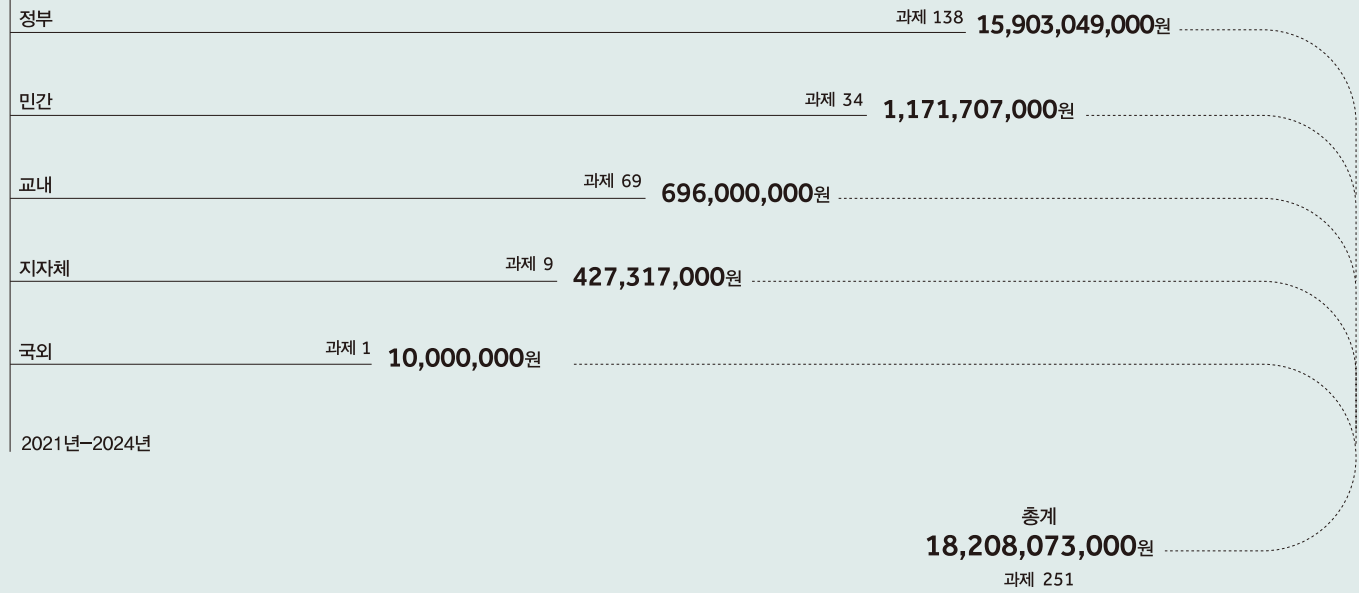 정부 과제 138 15,903,049,000원
민간 과제 34 1,171,707,000원
교내 과제 69 696,000,000원
지자체 과제 9 427,317,000원
국외 과제 1 10,000,000원
2021년–2024년
총계
18,208,073,000원
과제 251